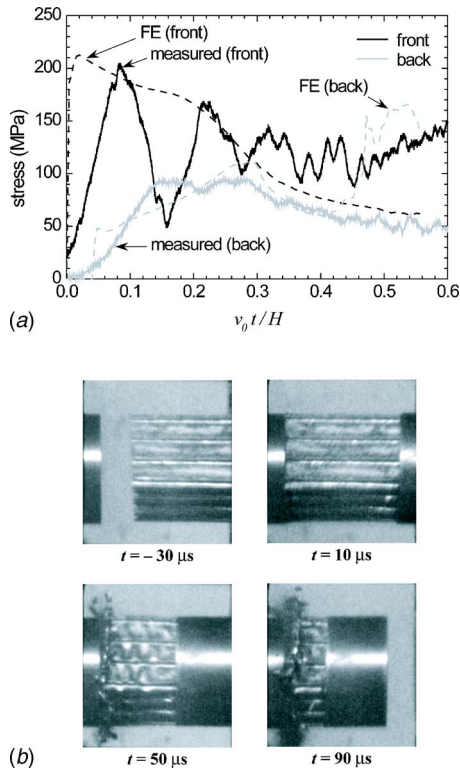 (a)
stress (MPa)
250
200
150
100
50
0
FE (front)
measured (front)
front
back
FE (back)
measured (back)
0.0 0.1 0.2 0.3 0.4 0.5 0.6
v₀ t / H
t = – 30 µs
t = 10 µs
t = 50 µs
t = 90 µs
(b)